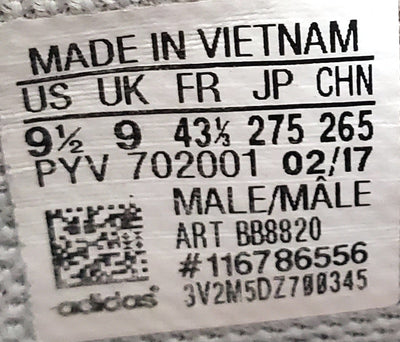 MADE IN VIETNAM
US UK FR JP CHN
9½ 9 43⅓ 275 265
PYV 702001 02/17
MALE/MÂLE
ART BB8820
#116786556
adidas 3V2M5DZ700345